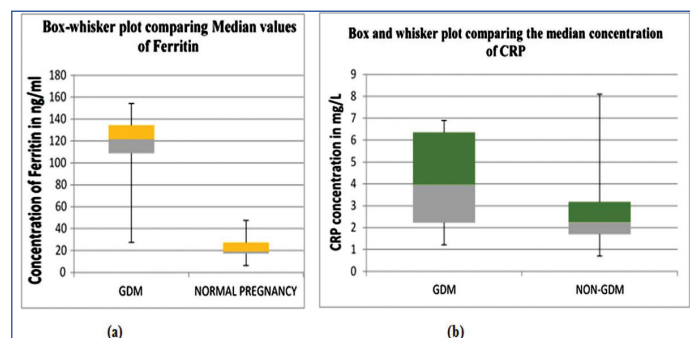 Box-whisker plot comparing Median values
of Ferritin
Concentration of Ferritin in ng/ml
180
160
140
120
100
80
60
40
20
0
GDM NORMAL PREGNANCY
(a)
Box and whisker plot comparing the median concentration
of CRP
CRP concentration in mg/L
9
8
7
6
5
4
3
2
1
0
GDM NON-GDM
(b)